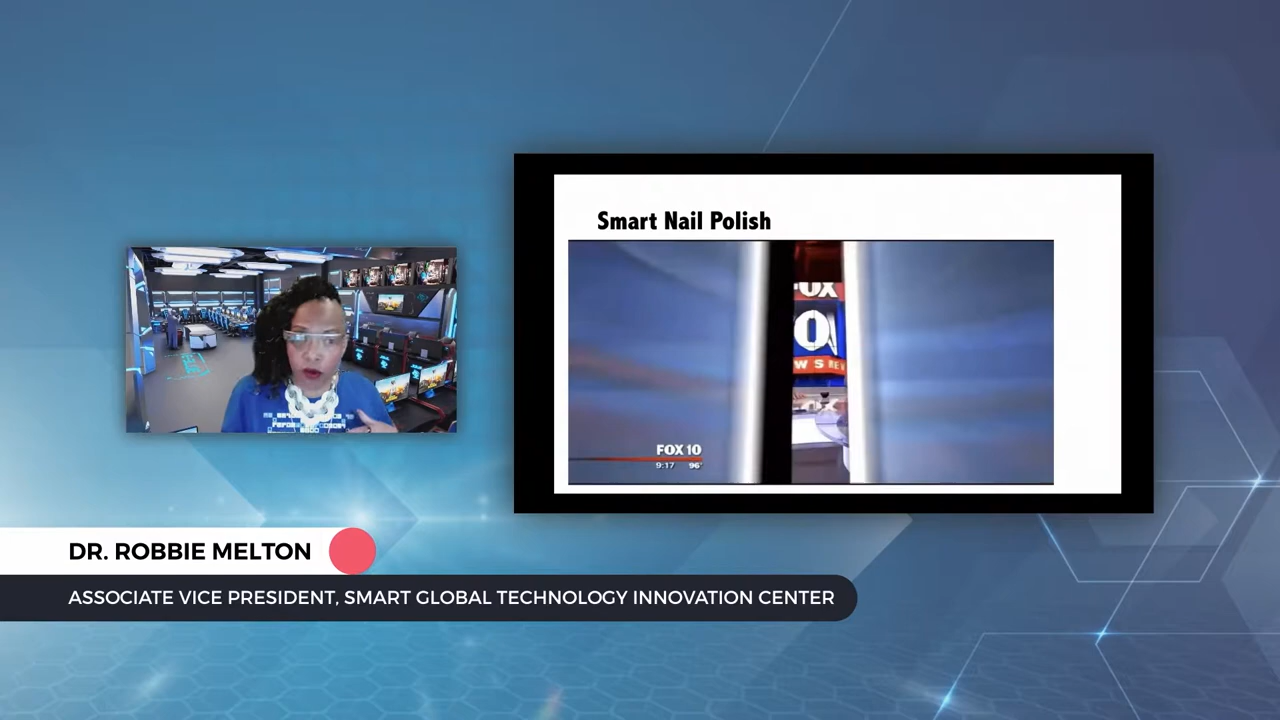 Smart Nail Polish
FOX 10
9:17 96°
DR. ROBBIE MELTON
ASSOCIATE VICE PRESIDENT, SMART GLOBAL TECHNOLOGY INNOVATION CENTER